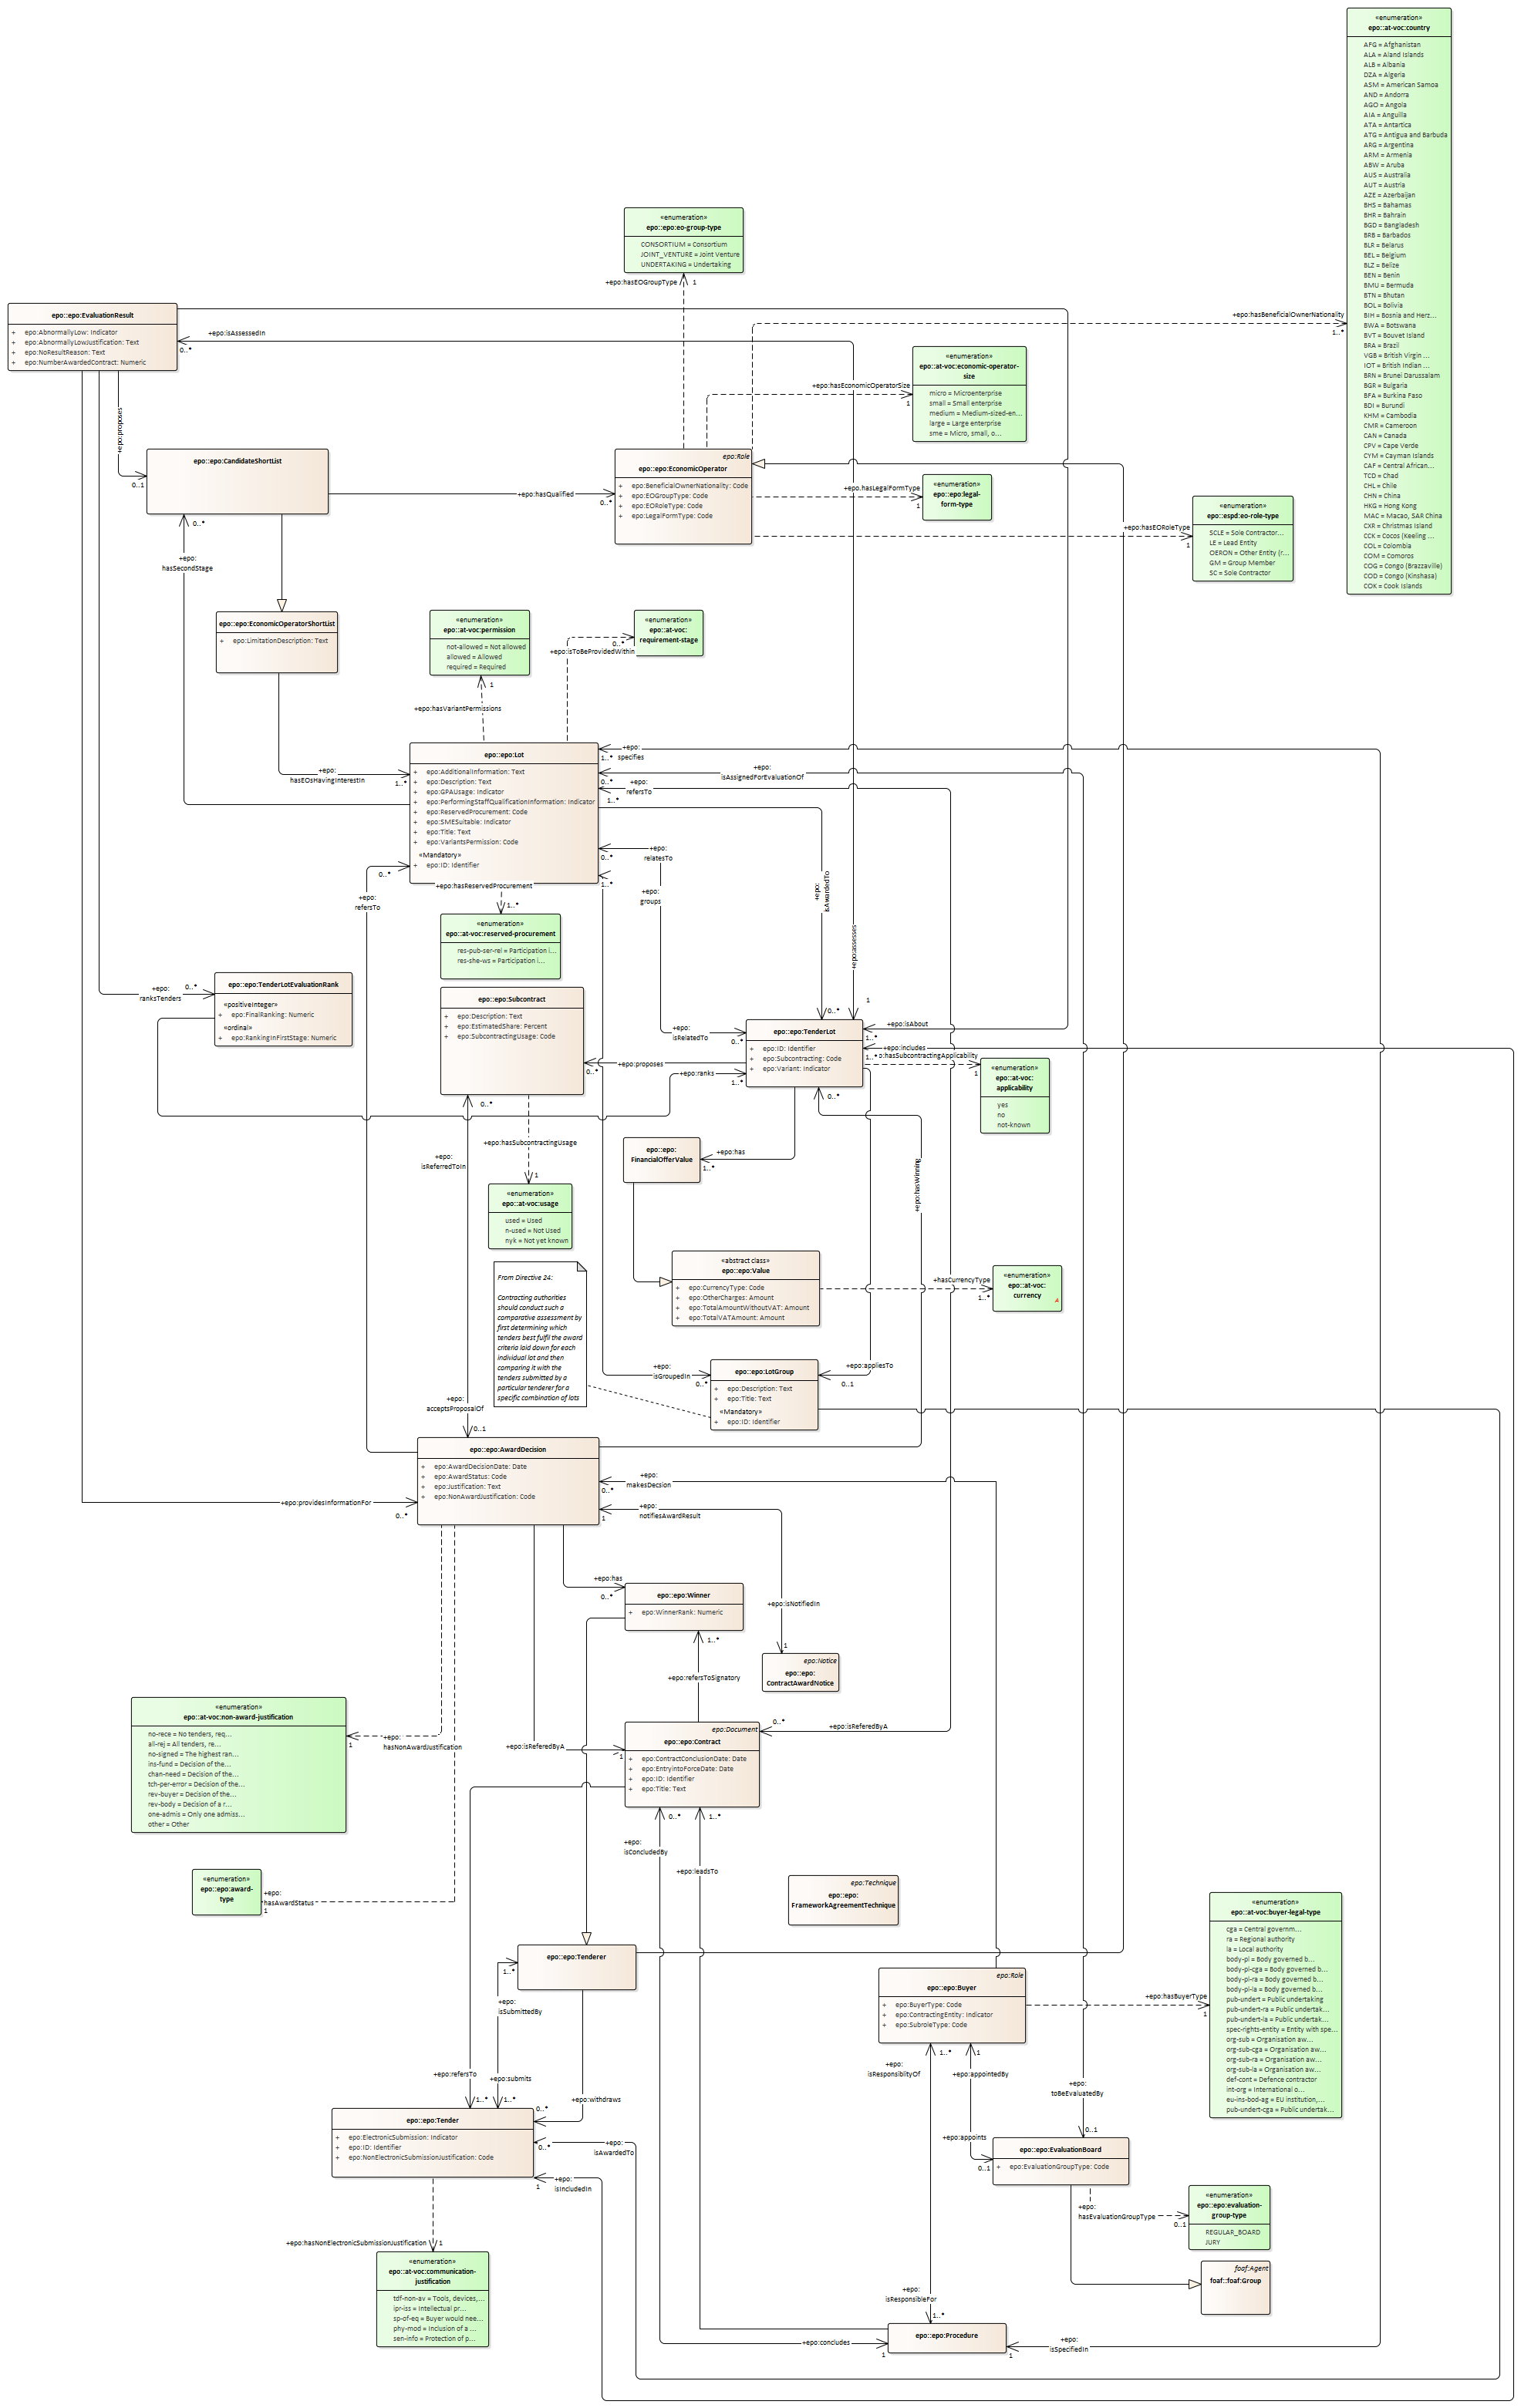 «enumeration»
epo::at-voc:country
AFG = Afghanistan
ALA = Aland Islands
ALB = Albania
DZA = Algeria
ASM = American Samoa
AND = Andorra
AGO = Angola
AIA = Anguilla
ATA = Antartica
ATG = Antigua and Barbuda
ARG = Argentina
ARM = Armenia
ABW = Aruba
AUS = Australia
AUT = Austria
AZE = Azerbaijan
BHS = Bahamas
BHR = Bahrain
BGD = Bangladesh
BRB = Barbados
BLR = Belarus
BEL = Belgium
BLZ = Belize
BEN = Benin
BMU = Bermuda
BTN = Bhutan
BOL = Bolivia
BIH = Bosnia and Herz...
BWA = Botswana
BVT = Bouvet Island
BRA = Brazil
VGB = British Virgin ...
IOT = British Indian ...
BRN = Brunei Darussalam
BGR = Bulgaria
BFA = Burkina Faso
BDI = Burundi
KHM = Cambodia
CMR = Cameroon
CAN = Canada
CPV = Cape Verde
CYM = Cayman Islands
CAF = Central African...
TCD = Chad
CHL = Chile
CHN = China
HKG = Hong Kong
MAC = Macao, SAR China
CXR = Christmas Island
CCK = Cocos (Keeling ...
COL = Colombia
COM = Comoros
COG = Congo (Brazzaville)
COD = Congo (Kinshasa)
COK = Cook Islands
«enumeration»
epo::epo:eo-group-type
CONSORTIUM = Consortium
JOINT_VENTURE = Joint Venture
UNDERTAKING = Undertaking
+epo:hasEOGroupType
1
epo::epo:EvaluationResult
+ epo:AbnormallyLow: Indicator
+ epo:AbnormallyLowJustification: Text
+ epo:NoResultReason: Text
+ epo:NumberAwardedContract: Numeric
+epo:isAssessedIn
0..*
+epo:hasBeneficialOwnerNationality
1..*
«enumeration»
epo::at-voc:economic-operator-
size
micro = Microenterprise
small = Small enterprise
medium = Medium-sized-en...
large = Large enterprise
sme = Micro, small, o...
+epo:hasEconomicOperatorSize
1
+epo:proposes
0..1
epo::epo:CandidateShortList
+epo:hasQualified
0..*
epo:Role
epo::epo:EconomicOperator
+ epo:BeneficialOwnerNationality: Code
+ epo:EOGroupType: Code
+ epo:EORoleType: Code
+ epo:LegalFormType: Code
+epo:hasLegalFormType
1
«enumeration»
epo::epo:legal-
form-type
+epo:hasEORoleType
1
«enumeration»
epo::espd:eo-role-type
SCLE = Sole Contractor...
LE = Lead Entity
OERON = Other Entity (r...
GM = Group Member
SC = Sole Contractor
0..*
+epo:
hasSecondStage
epo::epo:EconomicOperatorShortList
+ epo:LimitationDescription: Text
«enumeration»
epo::at-voc:permission
not-allowed = Not allowed
allowed = Allowed
required = Required
1
+epo:hasVariantPermissions
«enumeration»
epo::at-voc:
requirement-stage
0..*
+epo:isToBeProvidedWithin
epo::epo:Lot
+ epo:AdditionalInformation: Text
+ epo:Description: Text
+ epo:GPAUsage: Indicator
+ epo:PerformingStaffQualificationInformation: Indicator
+ epo:ReservedProcurement: Code
+ epo:SMESuitable: Indicator
+ epo:Title: Text
+ epo:VariantsPermission: Code
«Mandatory»
+ epo:ID: Identifier
+epo:
hasEOsHavingInterestIn
1..*
+epo:
specifies
1..*
+epo:
isAssignedForEvaluationOf
0..*
+epo:
refersTo
1..*
+epo:
relatesTo
0..*
+epo:
groups
1..*
+epo:
isAwardedTo
0..*
+epo:assesses
1
0..*
+epo:
refersTo
+epo:hasReservedProcurement
1..*
«enumeration»
epo::at-voc:reserved-procurement
res-pub-ser-rel = Participation i...
res-she-ws = Participation i...
epo::epo:TenderLotEvaluationRank
«positiveInteger»
+ epo:FinalRanking: Numeric
«ordinal»
+ epo:RankingInFirstStage: Numeric
+epo:
ranksTenders
0..*
epo::epo:Subcontract
+ epo:Description: Text
+ epo:EstimatedShare: Percent
+ epo:SubcontractingUsage: Code
+epo:
isRelatedTo
0..*
epo::epo:TenderLot
+ epo:ID: Identifier
+ epo:Subcontracting: Code
+ epo:Variant: Indicator
+epo:isAbout
1..*
+epo:includes
1..*
o:hasSubcontractingApplicability
1
«enumeration»
epo::at-voc:
applicability
yes
no
not-known
+epo:proposes
0..*
+epo:ranks
1..*
0..*
0..*
+epo:hasSubcontractingUsage
1
+epo:
isReferredToIn
«enumeration»
epo::at-voc:usage
used = Used
n-used = Not Used
nyk = Not yet known
epo::epo:
FinancialOfferValue
+epo:has
1..*
+epo:hasWinning
«abstract class»
epo::epo:Value
+ epo:CurrencyType: Code
+ epo:OtherCharges: Amount
+ epo:TotalAmountWithoutVAT: Amount
+ epo:TotalVATAmount: Amount
+hasCurrencyType
1..*
«enumeration»
epo::at-voc:
currency
From Directive 24:
Contracting authorities
should conduct such a
comparative assessment by
first determining which
tenders best fulfil the award
criteria laid down for each
individual lot and then
comparing it with the
tenders submitted by a
particular tenderer for a
specific combination of lots
+epo:
isGroupedIn
0..*
epo::epo:LotGroup
+ epo:Description: Text
+ epo:Title: Text
«Mandatory»
+ epo:ID: Identifier
+epo:appliesTo
0..1
+epo:
acceptsProposalOf
0..1
epo::epo:AwardDecision
+ epo:AwardDecisionDate: Date
+ epo:AwardStatus: Code
+ epo:Justification: Text
+ epo:NonAwardJustification: Code
+epo:providesInformationFor
0..*
+epo:
makesDecsion
0..*
+epo:
notifiesAwardResult
1
+epo:has
0..*
epo::epo:Winner
+ epo:WinnerRank: Numeric
+epo:isNotifiedIn
1
epo:Notice
epo::epo:
ContractAwardNotice
1..*
+epo:refersToSignatory
«enumeration»
epo::at-voc:non-award-justification
no-rece = No tenders, req...
all-rej = All tenders, re...
no-signed = The highest ran...
ins-fund = Decision of the...
chan-need = Decision of the...
tch-per-error = Decision of the...
rev-buyer = Decision of the...
rev-body = Decision of a r...
one-admis = Only one admiss...
other = Other
+epo:
hasNonAwardJustification
1
+epo:isReferedByA
1
epo:Document
epo::epo:Contract
+ epo:ContractConclusionDate: Date
+ epo:EntryintoForceDate: Date
+ epo:ID: Identifier
+ epo:Title: Text
0..*
+epo:isReferedByA
0..*
+epo:
isConcludedBy
1..*
+epo:leadsTo
«enumeration»
epo::epo:award-
type
+epo:
hasAwardStatus
1
epo:Technique
epo::epo:
FrameworkAgreementTechnique
«enumeration»
epo::at-voc:buyer-legal-type
cga = Central governm...
ra = Regional authority
la = Local authority
body-pl = Body governed b...
body-pl-cga = Body governed b...
body-pl-ra = Body governed b...
body-pl-la = Body governed b...
pub-undert = Public undertaking
pub-undert-ra = Public undertak...
pub-undert-la = Public undertak...
spec-rights-entity = Entity with spe...
org-sub = Organisation aw...
org-sub-cga = Organisation aw...
org-sub-ra = Organisation aw...
org-sub-la = Organisation aw...
def-cont = Defence contractor
int-org = International o...
eu-ins-bod-ag = EU institution,...
pub-undert-cga = Public undertak...
epo::epo:Tenderer
1..*
+epo:
isSubmittedBy
epo:Role
epo::epo:Buyer
+ epo:BuyerType: Code
+ epo:ContractingEntity: Indicator
+ epo:SubroleType: Code
+epo:hasBuyerType
1
1..*
+epo:
isResponsiblityOf
1
+epo:appointedBy
+epo:
toBeEvaluatedBy
0..1
+epo:refersTo
1..*
+epo:submits
1..*
+epo:withdraws
0..*
epo::epo:Tender
+ epo:ElectronicSubmission: Indicator
+ epo:ID: Identifier
+ epo:NonElectronicSubmissionJustification: Code
+epo:
isAwardedTo
0..*
+epo:
isIncludedIn
1
+epo:appoints
0..1
epo::epo:EvaluationBoard
+ epo:EvaluationGroupType: Code
+epo:
hasEvaluationGroupType
0..1
«enumeration»
epo::epo:evaluation-
group-type
REGULAR_BOARD
JURY
foaf:Agent
foaf::foaf:Group
+epo:hasNonElectronicSubmissionJustification
1
«enumeration»
epo::at-voc:communication-
justification
tdf-non-av = Tools, devices,...
ipr-iss = Intellectual pr...
sp-of-eq = Buyer would nee...
phy-mod = Inclusion of a ...
sen-info = Protection of p...
+epo:
isResponsibleFor
1..*
epo::epo:Procedure
+epo:concludes
1
+epo:
isSpecifiedIn
1